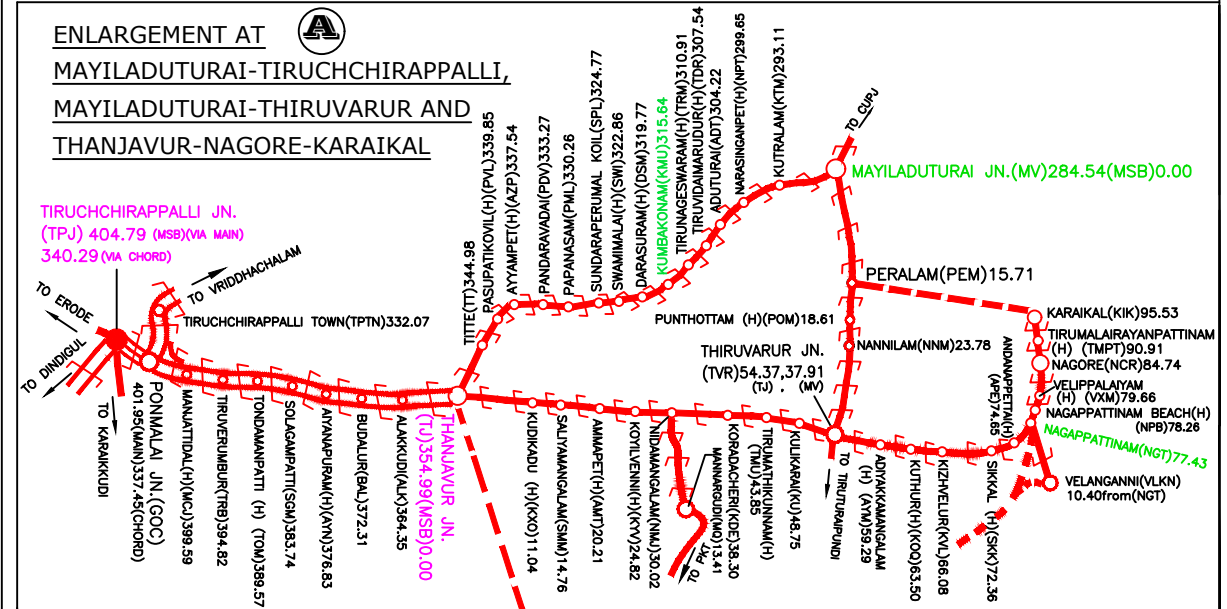 ENLARGEMENT AT A
MAYILADUTURAI-TIRUCHCHIRAPPALLI,
MAYILADUTURAI-THIRUVARUR AND
THANJAVUR-NAGORE-KARAIKAL
TIRUCHCHIRAPPALLI JN.
(TPJ) 404.79 (MSB)(VIA MAIN)
340.29 (VIA CHORD)
TO ERODE
TO DINDIGUL
TO KARAIKKUDI
TO VRIDDHACHALAM
TIRUCHCHIRAPPALLI TOWN(TPTN)332.07
PONMALAI JN.(GOC)
401.95(MAIN)337.45(CHORD)
MANJATTIDAL(H)(MCJ)399.59
TIRUVERUMBUR(TRB)394.82
TONDAMANPATTI (H) (TOM)389.57
SOLAGAMPATTI(SGM)383.74
AYYANAPURAM(H)(AYN)376.83
BUDALUR(BAL)372.31
ALAKKUDI(ALK)364.35
THANJAVUR JN.
(TJ)354.99(MSB)0.00
TITTE(TT)344.98
PASUPATIKOVIL(H)(PVL)339.85
AYYAMPET(H)(AZP)337.54
PANDARAVADAI(PDV)333.27
PAPANASAM(PML)330.26
SUNDARAPERUMAL KOIL(SPL)324.77
SWAMIMALAI(H)(SWI)322.86
DARASURAM(H)(DSM)319.77
KUMBAKONAM(KMU)315.64
TIRUNAGESWARAM(H)(TRM)310.91
TIRUVIDAIMARUDUR(H)(TDR)307.54
ADUTURAI(ADT)304.22
NARASINGANPET(H)(NPT)299.65
KUTRALAM(KTM)293.11
TO CUPJ
MAYILADUTURAI JN.(MV)284.54(MSB)0.00
PERALAM(PEM)15.71
PUNTHOTTAM (H)(POM)18.61
NANNILAM(NNM)23.78
THIRUVARUR JN.
(TVR)54.37,37.91
(TJ) , (MV)
KUDIKADU (H)(KXO)11.04
SALIYAMANGALAM(SMM)14.76
AMMAPET(H)(AMT)20.21
KOYILVENNI(H)(KYV)24.82
NIDAMANGALAM(NMJ)30.02
MANNARGUDI(MQ)13.41
TO PKT
KORADACHERI(KDE)38.30
TIRUMATHIKUNNAM(H)
(TMU)43.85
KULIKARAI(KU)48.75
TO TIRUTURAIPUNDI
ADIYAKKAMANGALAM
(H) (AYM)59.29
KUTHUR(H)(KOQ)63.50
KIZHVELUR(KVL)66.08
SIKKAL (H)(SKK)72.36
ANDANAPPETTAI(H)
(APE)74.65
KARAIKAL(KIK)95.53
TIRUMALAIRAYANPATTINAM
(H) (TMPT)90.91
NAGORE(NCR)84.74
VELIPPALAIYAM
(H) (VXM)79.66
NAGAPPATTINAM BEACH(H)
(NPB)78.26
NAGAPPATTINAM(NGT)77.43
VELANGANNI(VLKN)
10.40from(NGT)